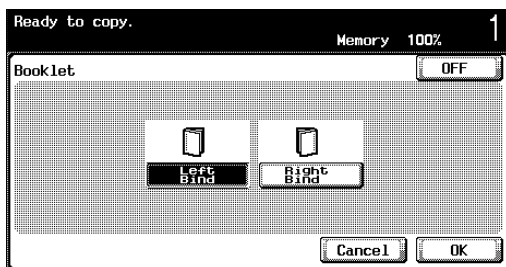 Ready to copy.
Memory 100% 1
Booklet OFF
Left Bind
Right Bind
Cancel OK